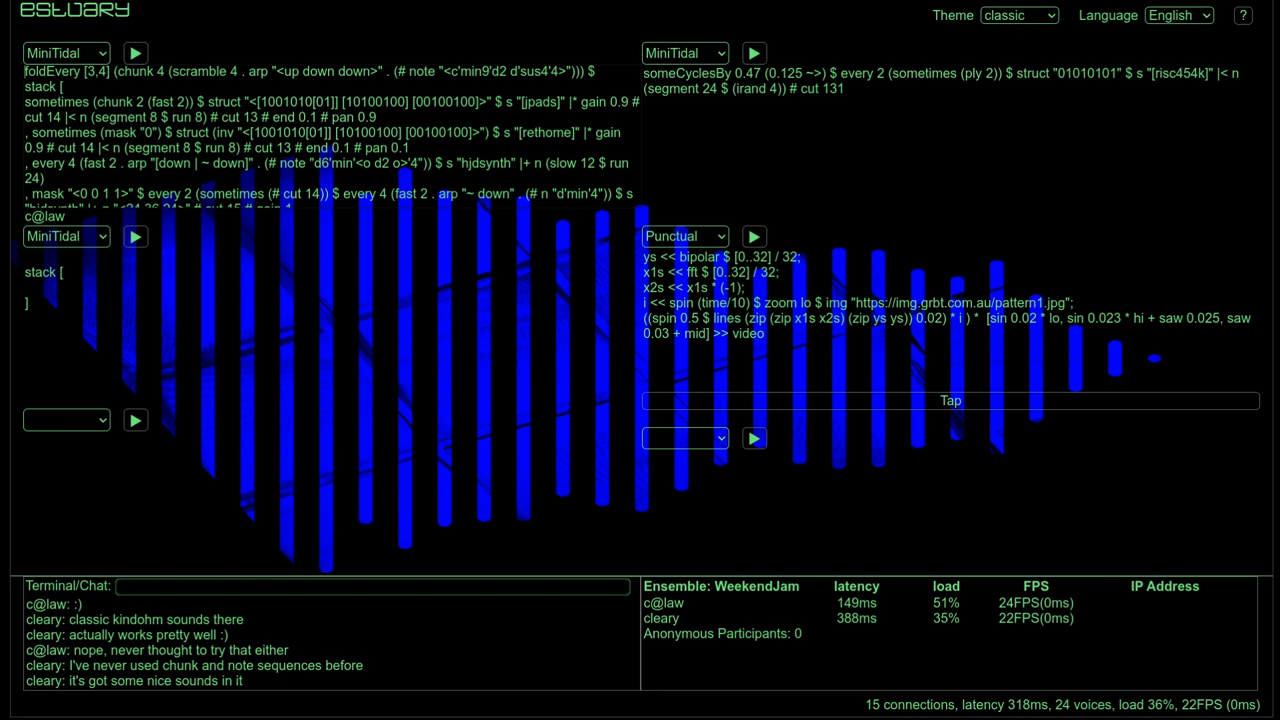 estuary
Theme classic Language English ?
MiniTidal
foldEvery [3,4] (chunk 4 (scramble 4 . arp "<up down down>" . (# note "<c'min9'd2 d'sus4'4>"))) $
stack [
sometimes (chunk 2 (fast 2)) $ struct "<[1001010[01]] [10100100] [00100100]>" $ s "[jpads]" |* gain 0.9 #
cut 14 |< n (segment 8 $ run 8) # cut 13 # end 0.1 # pan 0.9
, sometimes (mask "0") $ struct (inv "<[1001010[01]] [10100100] [00100100]>") $ s "[rethome]" |* gain
0.9 # cut 14 |< n (segment 8 $ run 8) # cut 13 # end 0.1 # pan 0.1
, every 4 (fast 2 . arp "[down | ~ down]" . (# note "d6'min'<o d2 o>'4")) $ s "hjdsynth" |+ n (slow 12 $ run
24)
, mask "<0 0 1 1>" $ every 2 (sometimes (# cut 14)) $ every 4 (fast 2 . arp "~ down" . (# n "d'min'4")) $ s
"hjdsynth" |+ n "<24 36 24>" # cut 15 # gain 1
c@law
MiniTidal
someCyclesBy 0.47 (0.125 ~>) $ every 2 (sometimes (ply 2)) $ struct "01010101" $ s "[risc454k]" |< n
(segment 24 $ (irand 4)) # cut 131
MiniTidal
stack [
]
Punctual
ys << bipolar $ [0..32] / 32;
x1s << fft $ [0..32] / 32;
x2s << x1s * (-1);
i << spin (time/10) $ zoom lo $ img "https://img.grbt.com.au/pattern1.jpg";
((spin 0.5 $ lines (zip (zip x1s x2s) (zip ys ys)) 0.02) * i ) * [sin 0.02 * lo, sin 0.023 * hi + saw 0.025, saw
0.03 + mid] >> video
Tap
Terminal/Chat:
c@law: :)
cleary: classic kindohm sounds there
cleary: actually works pretty well :)
c@law: nope, never thought to try that either
cleary: I've never used chunk and note sequences before
cleary: it's got some nice sounds in it
Ensemble: WeekendJam latency load FPS IP Address
c@law 149ms 51% 24FPS(0ms)
cleary 388ms 35% 22FPS(0ms)
Anonymous Participants: 0
15 connections, latency 318ms, 24 voices, load 36%, 22FPS (0ms)